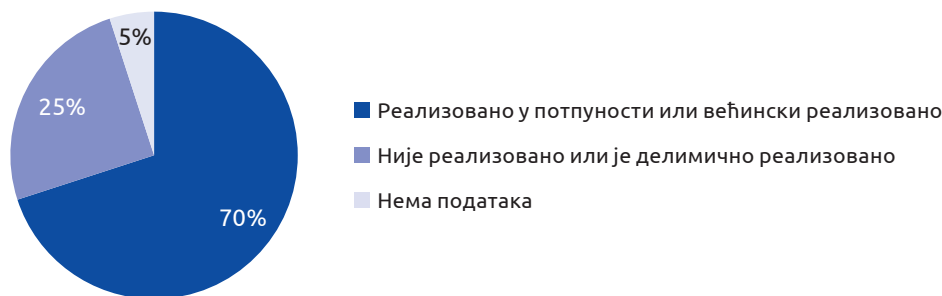 5%
25%
70%
Реализовано у потпуности или већински реализовано
Није реализовано или је делимично реализовано
Нема података